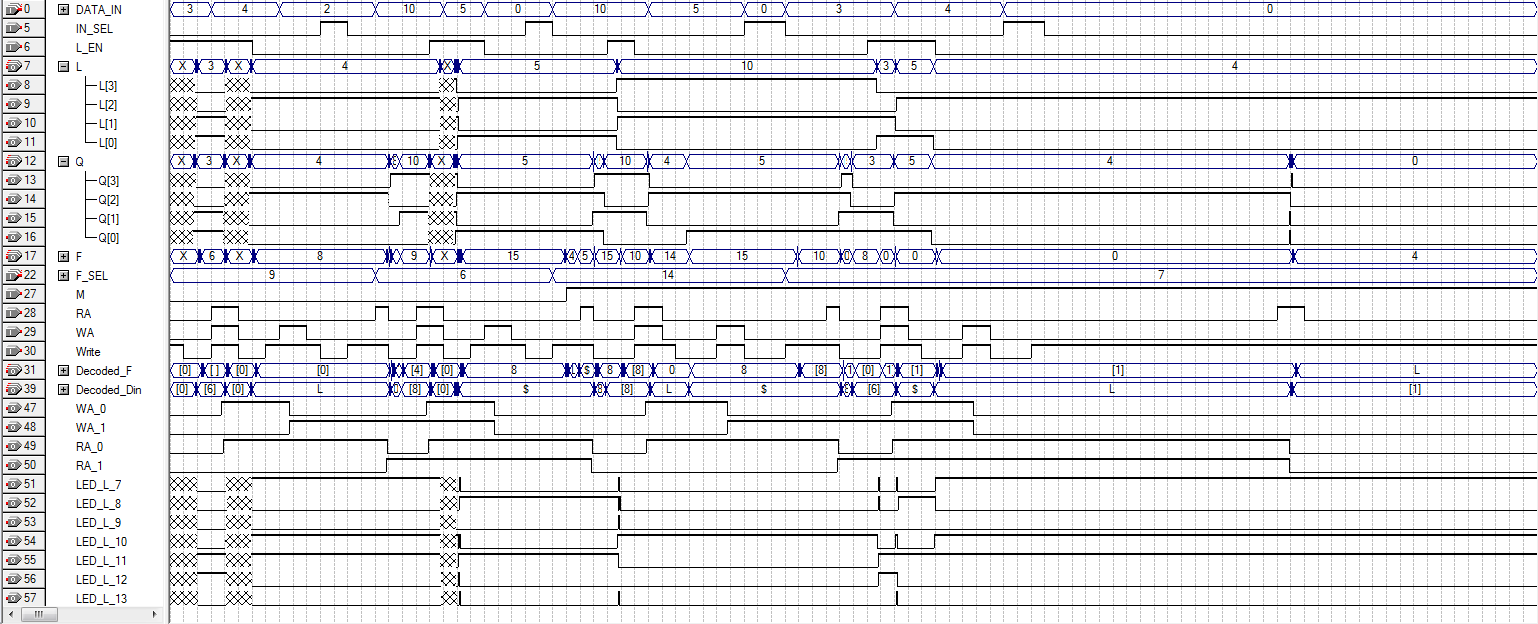 0 DATA_IN 3 4 2 10 5 0 10 5 0 3 4 0
5 IN_SEL
6 L_EN
7 L X 3 X 4 X 5 10 3 5 4
8 L[3]
9 L[2]
10 L[1]
11 L[0]
12 Q X 3 X 4 10 X 5 10 4 5 3 5 4 0
13 Q[3]
14 Q[2]
15 Q[1]
16 Q[0]
17 F X 6 X 8 9 X 15 4 5 15 10 14 15 10 0 8 0 0 0 4
22 F_SEL 9 6 14 7
27 M
28 RA
29 WA
30 Write
31 Decoded_F [0] [ ] [0] [0] [4] [0] 8 $ 8 [8] 0 8 [8] 1 [0] 1 [1] [1] L
39 Decoded_Din [0] [6] [0] L [8] [0] $ [8] L $ [6] $ L [1]
47 WA_0
48 WA_1
49 RA_0
50 RA_1
51 LED_L_7
52 LED_L_8
53 LED_L_9
54 LED_L_10
55 LED_L_11
56 LED_L_12
57 LED_L_13